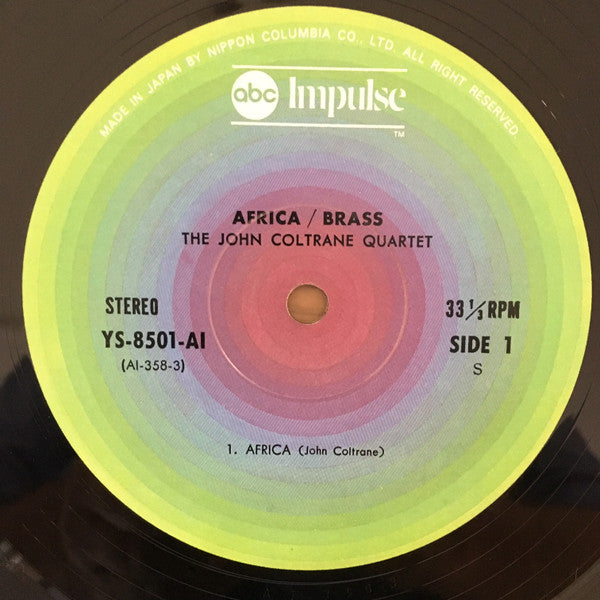 MADE IN JAPAN BY NIPPON COLUMBIA CO., LTD. ALL RIGHT RESERVED.
abc Impulse
TM
AFRICA / BRASS
THE JOHN COLTRANE QUARTET
STEREO
33 1/3 RPM
YS-8501-AI
SIDE 1
(AI-358-3)
S
1. AFRICA (John Coltrane)